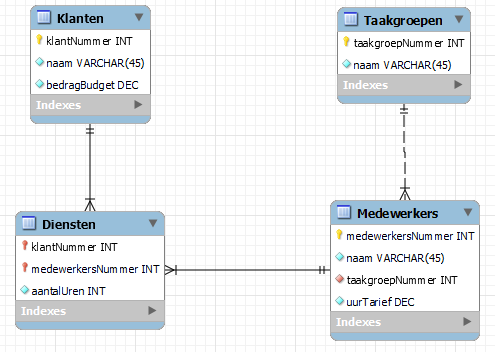 Klanten
klantNummer INT
naam VARCHAR(45)
bedragBudget DEC
Indexes
Taakgroepen
taakgroepNummer INT
naam VARCHAR(45)
Indexes
Diensten
klantNummer INT
medewerkersNummer INT
aantalUren INT
Indexes
Medewerkers
medewerkersNummer INT
naam VARCHAR(45)
taakgroepNummer INT
uurTarief DEC
Indexes